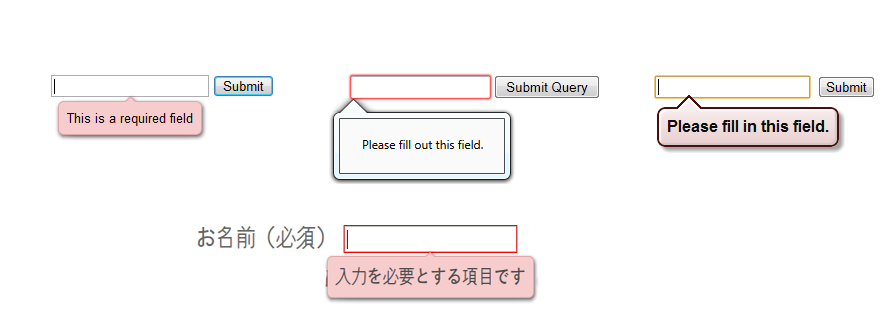 Submit
This is a required field
Submit Query
Please fill out this field.
Submit
Please fill in this field.
お名前（必須）
入力を必要とする項目です